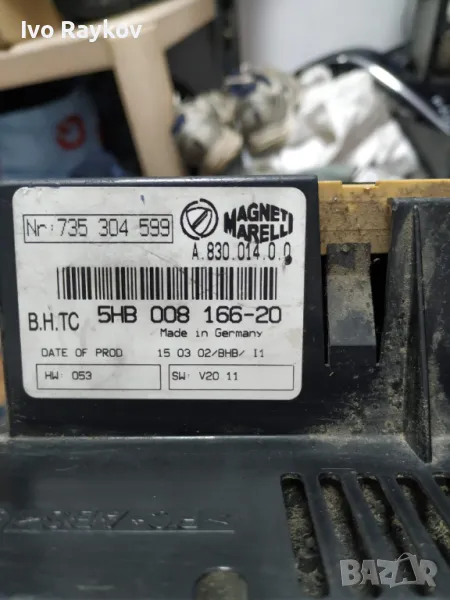 Ivo Raykov
Nr: 735 304 599
MAGNETI
MARELLI
A.830.014.0.0
B.H.TC 5HB 008 166-20
Made in Germany
DATE OF PROD 15 03 02/BHB/ I1
HW: 053
SW: V20 11
BAZAR